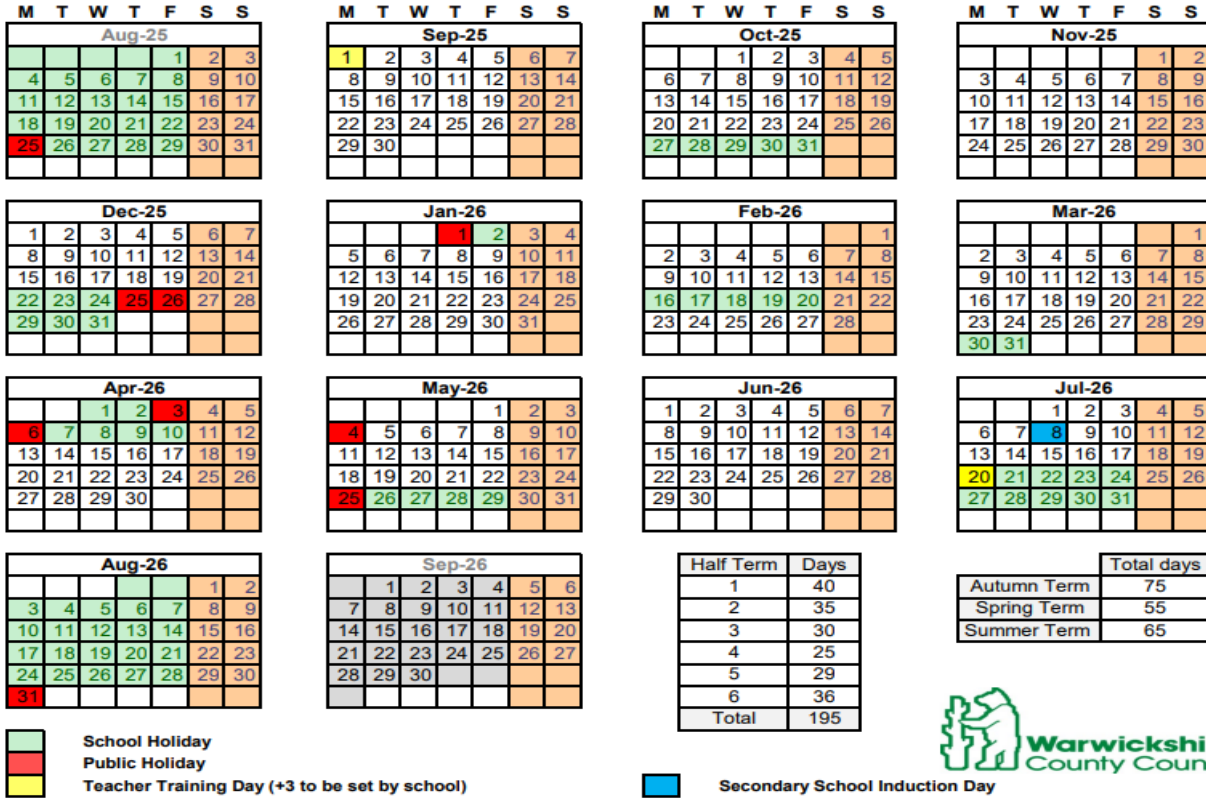 M T W T F S S M T W T F S S M T W T F S S M T W T F S S
Aug-25 Sep-25 Oct-25 Nov-25
1 2 3 1 2 3 4 5 6 7 1 2 3 4 5 1 2
4 5 6 7 8 9 10 8 9 10 11 12 13 14 6 7 8 9 10 11 12 3 4 5 6 7 8 9
11 12 13 14 15 16 17 15 16 17 18 19 20 21 13 14 15 16 17 18 19 10 11 12 13 14 15 16
18 19 20 21 22 23 24 22 23 24 25 26 27 28 20 21 22 23 24 25 26 17 18 19 20 21 22 23
25 26 27 28 29 30 31 29 30 27 28 29 30 31 24 25 26 27 28 29 30
Dec-25 Jan-26 Feb-26 Mar-26
1 2 3 4 5 6 7 1 2 3 4 1 1
8 9 10 11 12 13 14 5 6 7 8 9 10 11 2 3 4 5 6 7 8 2 3 4 5 6 7 8
15 16 17 18 19 20 21 12 13 14 15 16 17 18 9 10 11 12 13 14 15 9 10 11 12 13 14 15
22 23 24 25 26 27 28 19 20 21 22 23 24 25 16 17 18 19 20 21 22 16 17 18 19 20 21 22
29 30 31 26 27 28 29 30 31 23 24 25 26 27 28 23 24 25 26 27 28 29
30 31
Apr-26 May-26 Jun-26 Jul-26
1 2 3 4 5 1 2 3 1 2 3 4 5 6 7 1 2 3 4 5
6 7 8 9 10 11 12 4 5 6 7 8 9 10 8 9 10 11 12 13 14 6 7 8 9 10 11 12
13 14 15 16 17 18 19 11 12 13 14 15 16 17 15 16 17 18 19 20 21 13 14 15 16 17 18 19
20 21 22 23 24 25 26 18 19 20 21 22 23 24 22 23 24 25 26 27 28 20 21 22 23 24 25 26
27 28 29 30 25 26 27 28 29 30 31 29 30 27 28 29 30 31
Aug-26 Sep-26
1 2 1 2 3 4 5 6
3 4 5 6 7 8 9 7 8 9 10 11 12 13
10 11 12 13 14 15 16 14 15 16 17 18 19 20
17 18 19 20 21 22 23 21 22 23 24 25 26 27
24 25 26 27 28 29 30 28 29 30
31
Half Term Days
1 40
2 35
3 30
4 25
5 29
6 36
Total 195
Total days
Autumn Term 75
Spring Term 55
Summer Term 65
Warwickshi
County Coun
School Holiday
Public Holiday
Teacher Training Day (+3 to be set by school)
Secondary School Induction Day